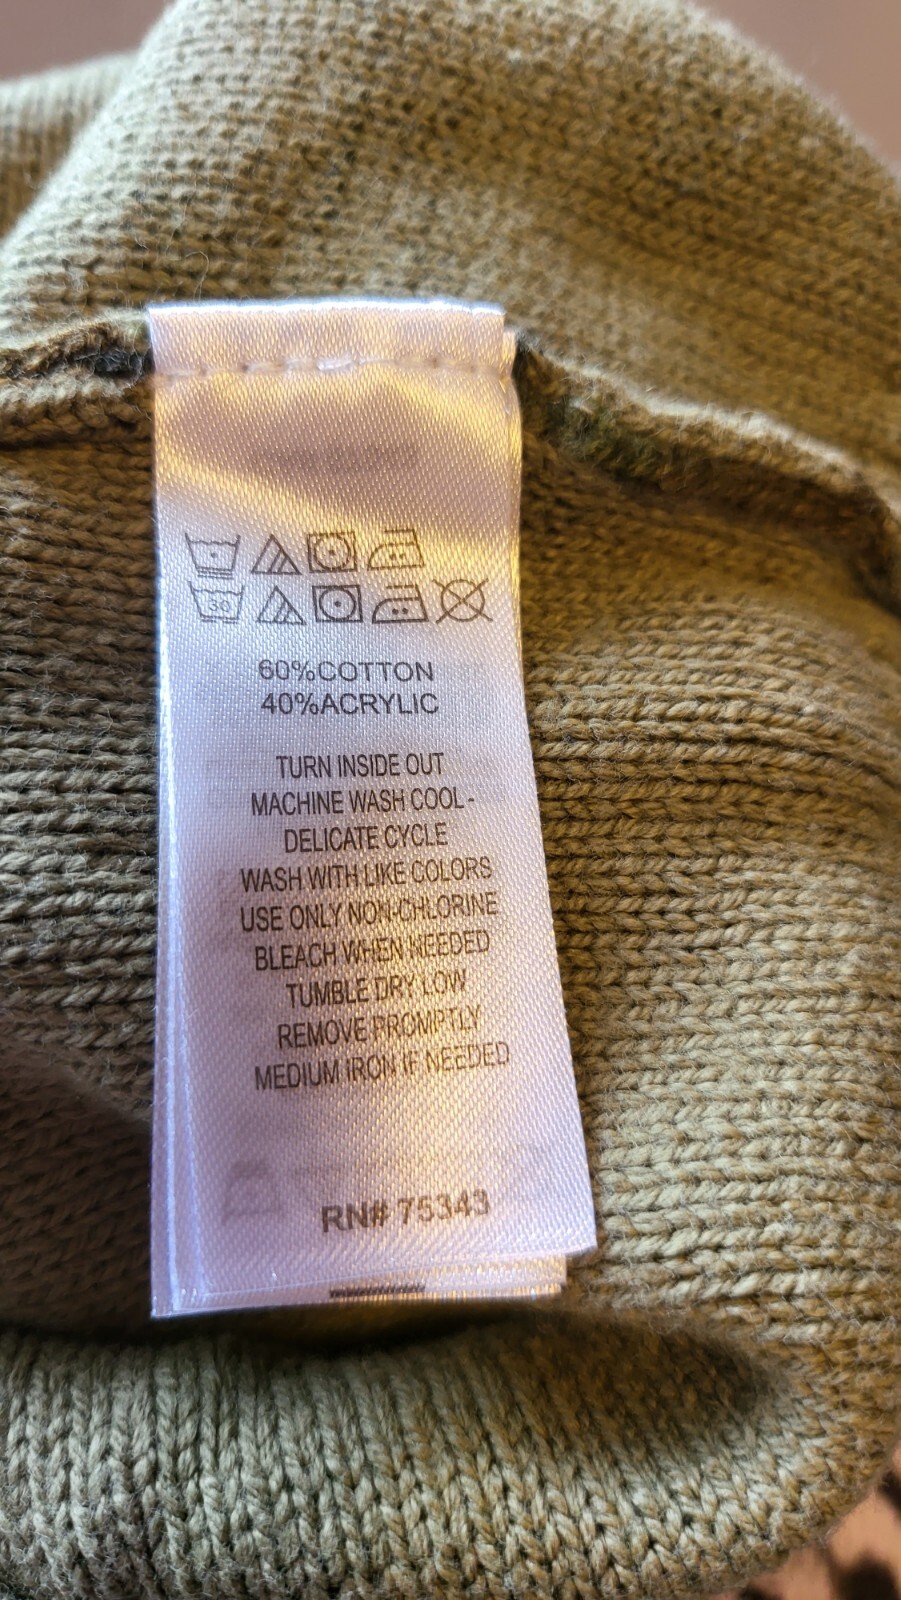 30
60%COTTON
40%ACRYLIC
TURN INSIDE OUT
MACHINE WASH COOL-
DELICATE CYCLE
WASH WITH LIKE COLORS
USE ONLY NON-CHLORINE
BLEACH WHEN NEEDED
TUMBLE DRY LOW
REMOVE PROMPTLY
MEDIUM IRON IF NEEDED
RN# 75343